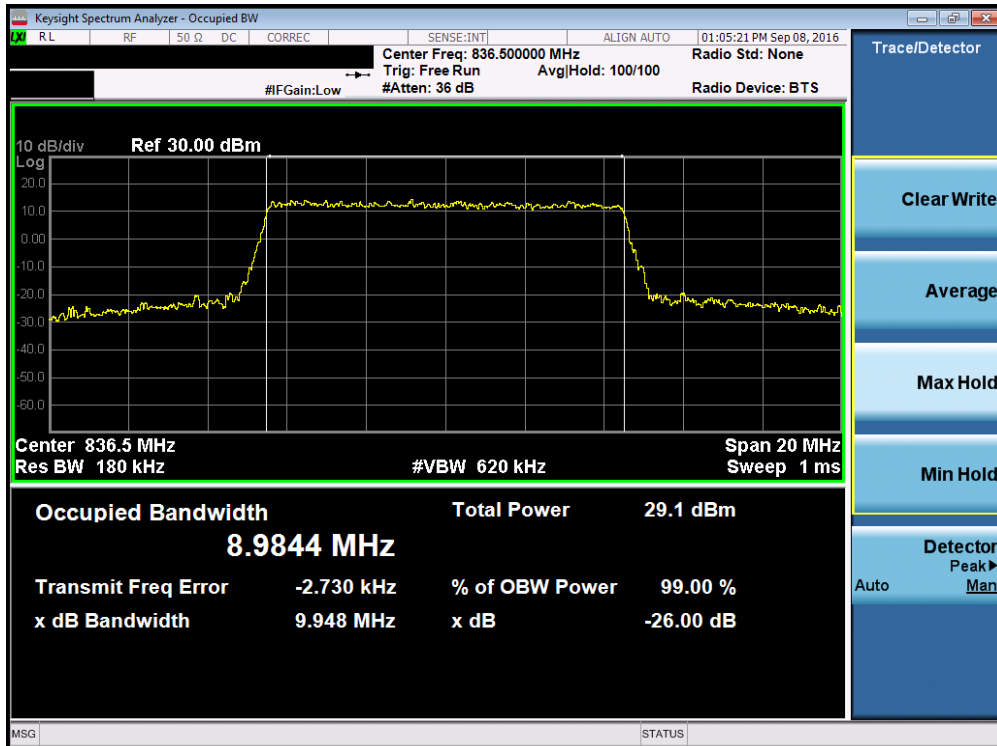 Keysight Spectrum Analyzer - Occupied BW
LXI RL RF 50 Ω DC CORREC SENSE:INT ALIGN AUTO 01:05:21 PM Sep 08, 2016
Center Freq: 836.500000 MHz Radio Std: None
Trig: Free Run Avg|Hold: 100/100
#IFGain:Low #Atten: 36 dB Radio Device: BTS
10 dB/div Ref 30.00 dBm
Log
20.0
10.0
0.00
-10.0
-20.0
-30.0
-40.0
-50.0
-60.0
Center 836.5 MHz Span 20 MHz
Res BW 180 kHz #VBW 620 kHz Sweep 1 ms
Occupied Bandwidth Total Power 29.1 dBm
8.9844 MHz
Transmit Freq Error -2.730 kHz % of OBW Power 99.00 %
x dB Bandwidth 9.948 MHz x dB -26.00 dB
MSG STATUS
Trace/Detector
Clear Write
Average
Max Hold
Min Hold
Detector
Peak▶
Auto Man